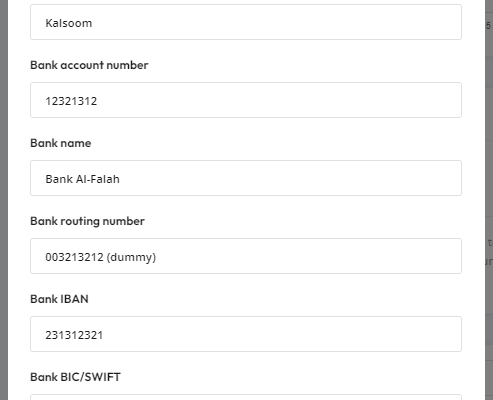 Kalsoom
Bank account number
12321312
Bank name
Bank Al-Falah
Bank routing number
003213212 (dummy)
Bank IBAN
231312321
Bank BIC/SWIFT